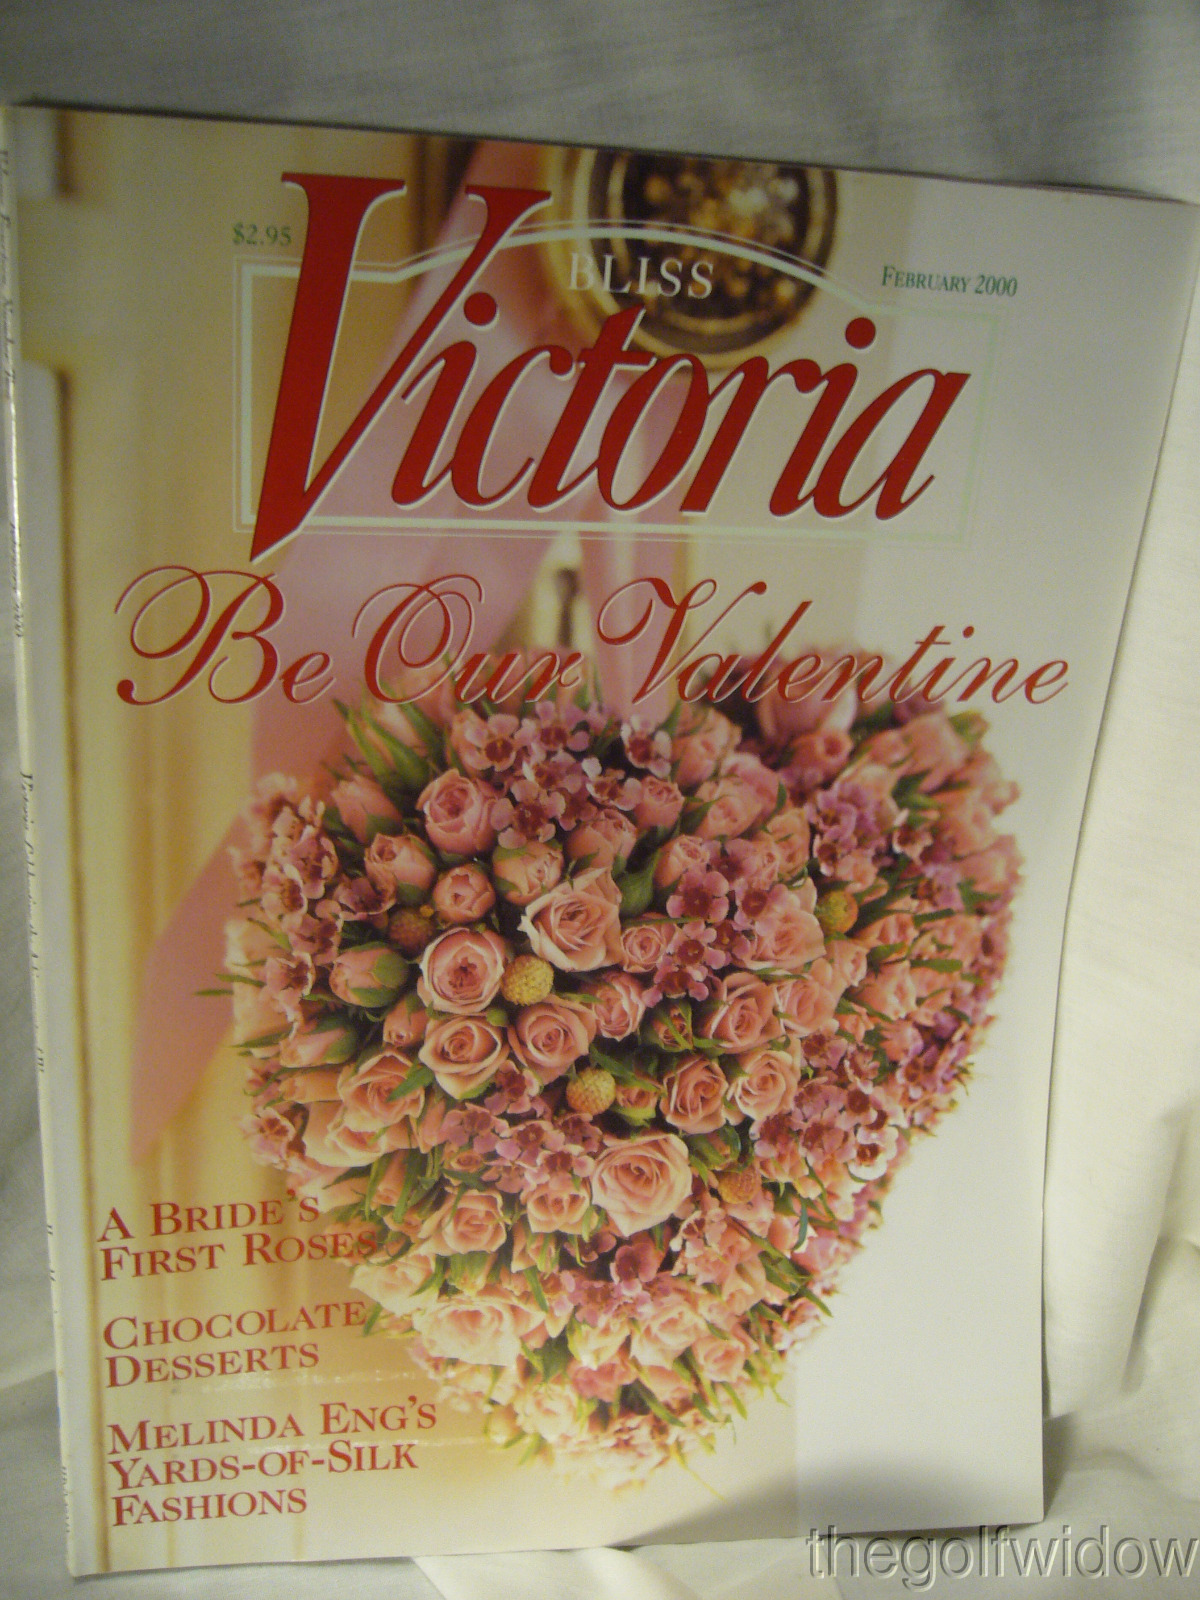 $2.95
BLISS
FEBRUARY 2000
Victoria
Be Our Valentine
A BRIDE'S
FIRST ROSES
CHOCOLATE
DESSERTS
MELINDA ENG'S
YARDS-OF-SILK
FASHIONS
thegolfwidow